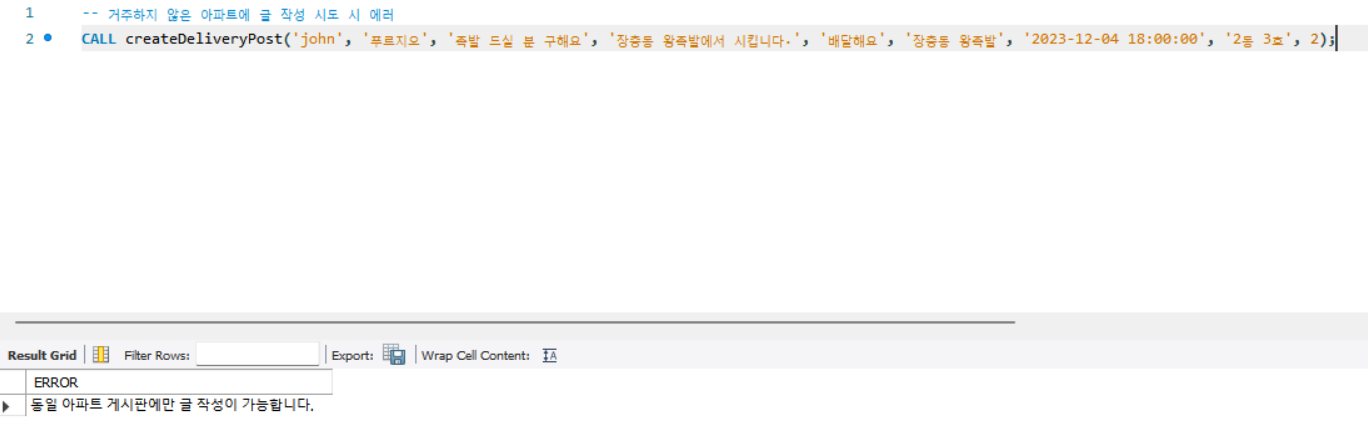 1 -- 거주하지 않은 아파트에 글 작성 시도 시 에러
2 CALL createDeliveryPost('john', '푸르지오', '족발 드실 분 구해요', '장충동 왕족발에서 시킵니다.', '배달해요', '장충동 왕족발', '2023-12-04 18:00:00', '2동 3호', 2);
Result Grid Filter Rows: Export: Wrap Cell Content:
ERROR
동일 아파트 게시판에만 글 작성이 가능합니다.